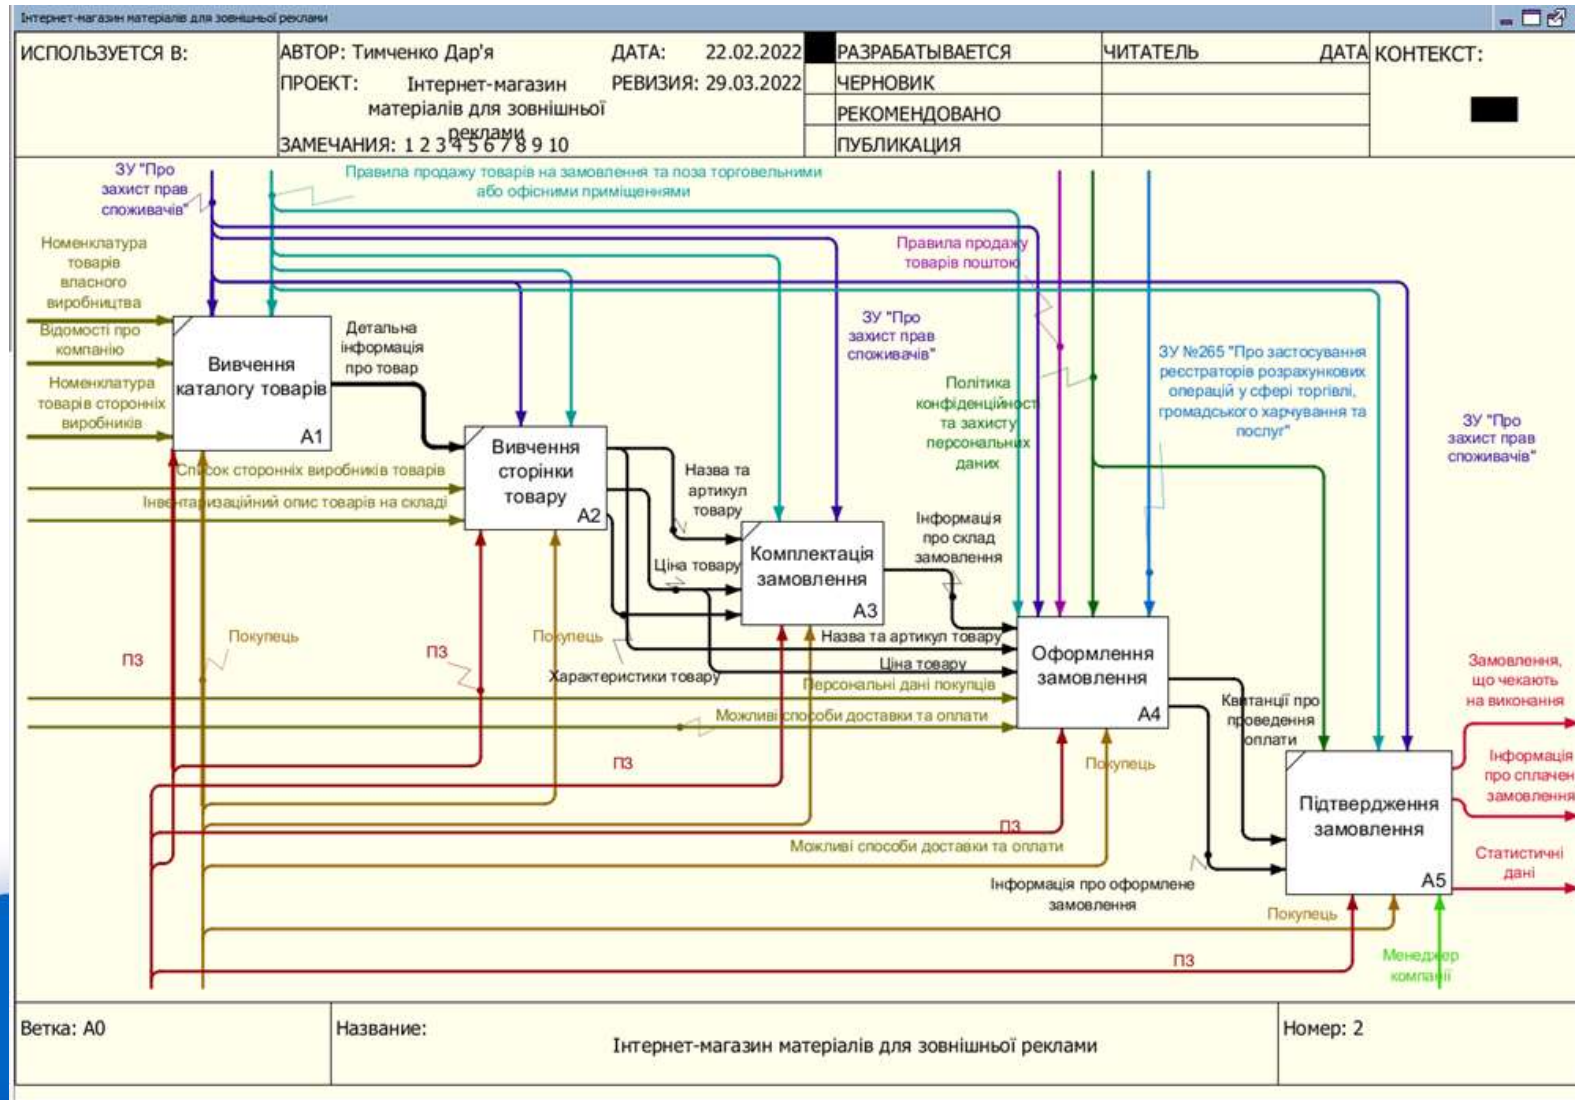 Інтернет-магазин матеріалів для зовнішньої реклами
ИСПОЛЬЗУЕТСЯ В:
АВТОР: Тимченко Дар'я
ДАТА: 22.02.2022
ПРОЕКТ: Інтернет-магазин
матеріалів для зовнішньої
реклами
РЕВИЗИЯ: 29.03.2022
ЗАМЕЧАНИЯ: 1 2 3 4 5 6 7 8 9 10
РАЗРАБАТЫВАЕТСЯ
ЧЕРНОВИК
РЕКОМЕНДОВАНО
ПУБЛИКАЦИЯ
ЧИТАТЕЛЬ
ДАТА
КОНТЕКСТ:
ЗУ "Про
захист прав
споживачів"
Правила продажу товарів на замовлення та поза торговельними
або офісними приміщеннями
Номенклатура
товарів
власного
виробництва
Відомості про
компанію
Номенклатура
товарів сторонніх
виробників
Вивчення
каталогу товарів
A1
Детальна
інформація
про товар
Правила продажу
товарів поштою
ЗУ "Про
захист прав
споживачів"
Політика
конфіденційності
та захисту
персональних
даних
ЗУ №265 "Про застосування
реєстраторів розрахункових
операцій у сфері торгівлі,
громадського харчування та
послуг"
ЗУ "Про
захист прав
споживачів"
Список сторонніх виробників товарів
Інвентаризаційний опис товарів на складі
Вивчення
сторінки
товару
A2
Назва та
артикул
товару
Ціна товару
Комплектація
замовлення
A3
Інформація
про склад
замовлення
Покупець
ПЗ
ПЗ
Покупець
Характеристики товару
Назва та артикул товару
Ціна товару
Персональні дані покупців
Можливі способи доставки та оплати
Оформлення
замовлення
A4
Квитанції про
проведення
оплати
Замовлення,
що чекають
на виконання
Інформація
про сплачен
замовлення
Статистичні
дані
ПЗ
Покупець
ПЗ
Можливі способи доставки та оплати
Інформація про оформлене
замовлення
Підтвердження
замовлення
A5
Покупець
ПЗ
Менеджер
компанії
Ветка: A0
Название:
Інтернет-магазин матеріалів для зовнішньої реклами
Номер: 2